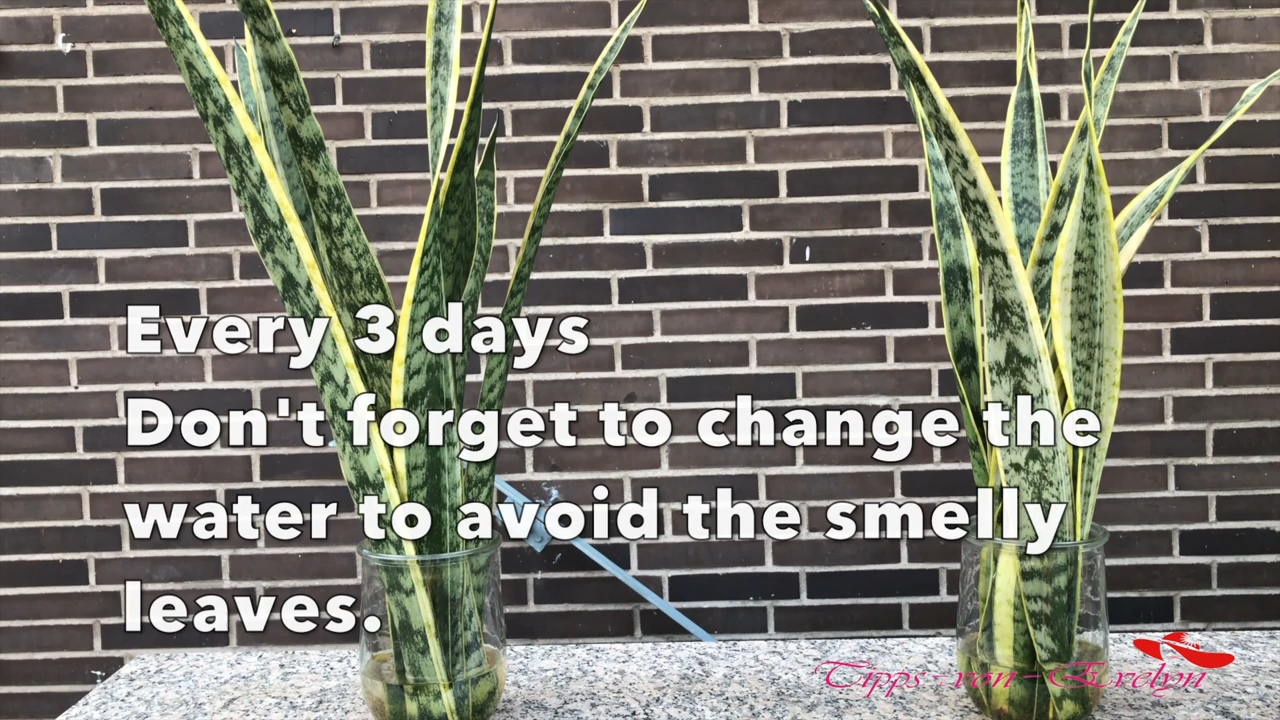 Every 3 days
Don't forget to change the
water to avoid the smelly
leaves.
Tipps-von-Evelyn